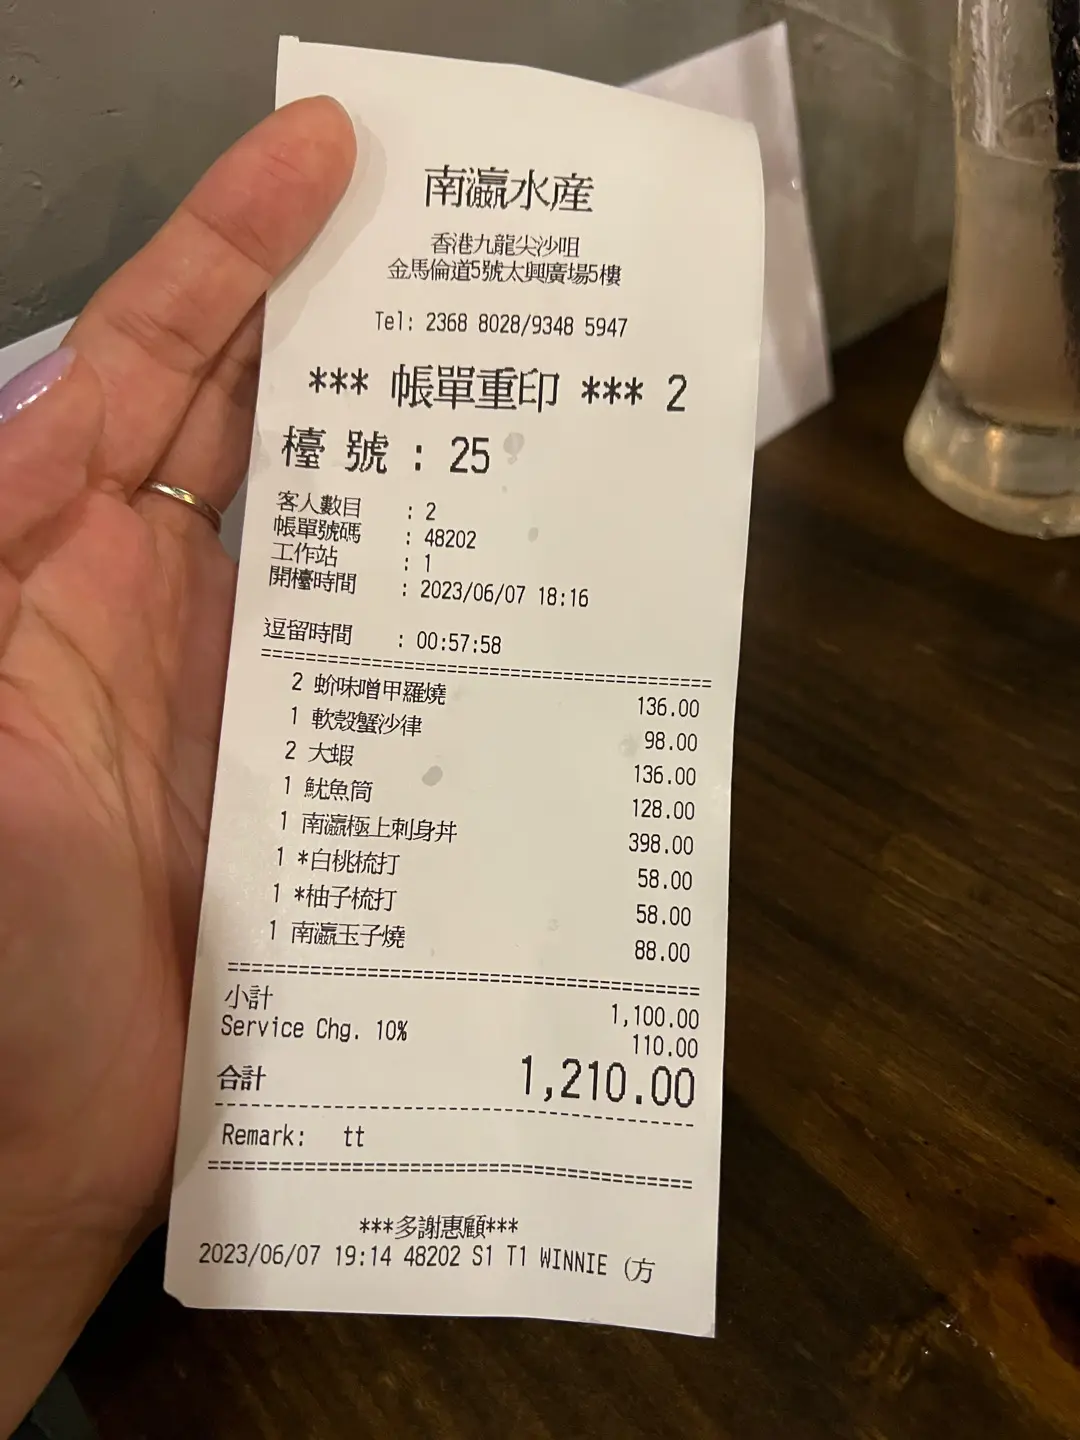 南瀛水産
香港九龍尖沙咀
金馬倫道5號太興廣場5樓
Tel: 2368 8028/9348 5947
*** 帳單重印 *** 2
檯 號 : 25
客人數目 : 2
帳單號碼 : 48202
工作站 : 1
開檯時間 : 2023/06/07 18:16
逗留時間 : 00:57:58
2 蚧味噌甲羅燒 136.00
1 軟殼蟹沙律 98.00
2 大蝦 136.00
1 魷魚筒 128.00
1 南瀛極上刺身丼 398.00
1 *白桃梳打 58.00
1 *柚子梳打 58.00
1 南瀛玉子燒 88.00
小計 1,100.00
Service Chg. 10% 110.00
合計 1,210.00
Remark: tt
***多謝惠顧***
2023/06/07 19:14 48202 S1 T1 WINNIE (方